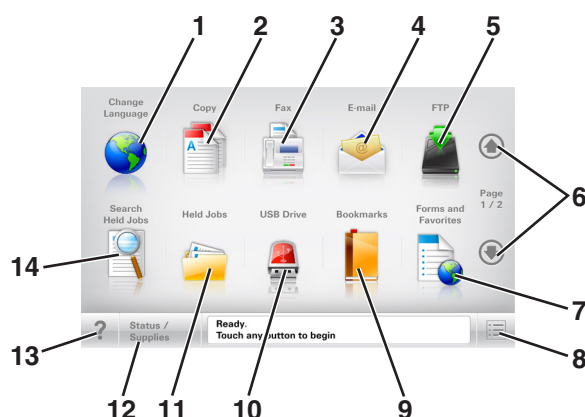 1 2 3 4 5
Change
Language
Copy
Fax
E-mail
FTP
A
@
6
Page
1 / 2
Search
Held Jobs
Held Jobs
USB Drive
Bookmarks
Forms and
Favorites
14
7
?
Status /
Supplies
Ready.
Touch any button to begin
13
12
11
10
9
8